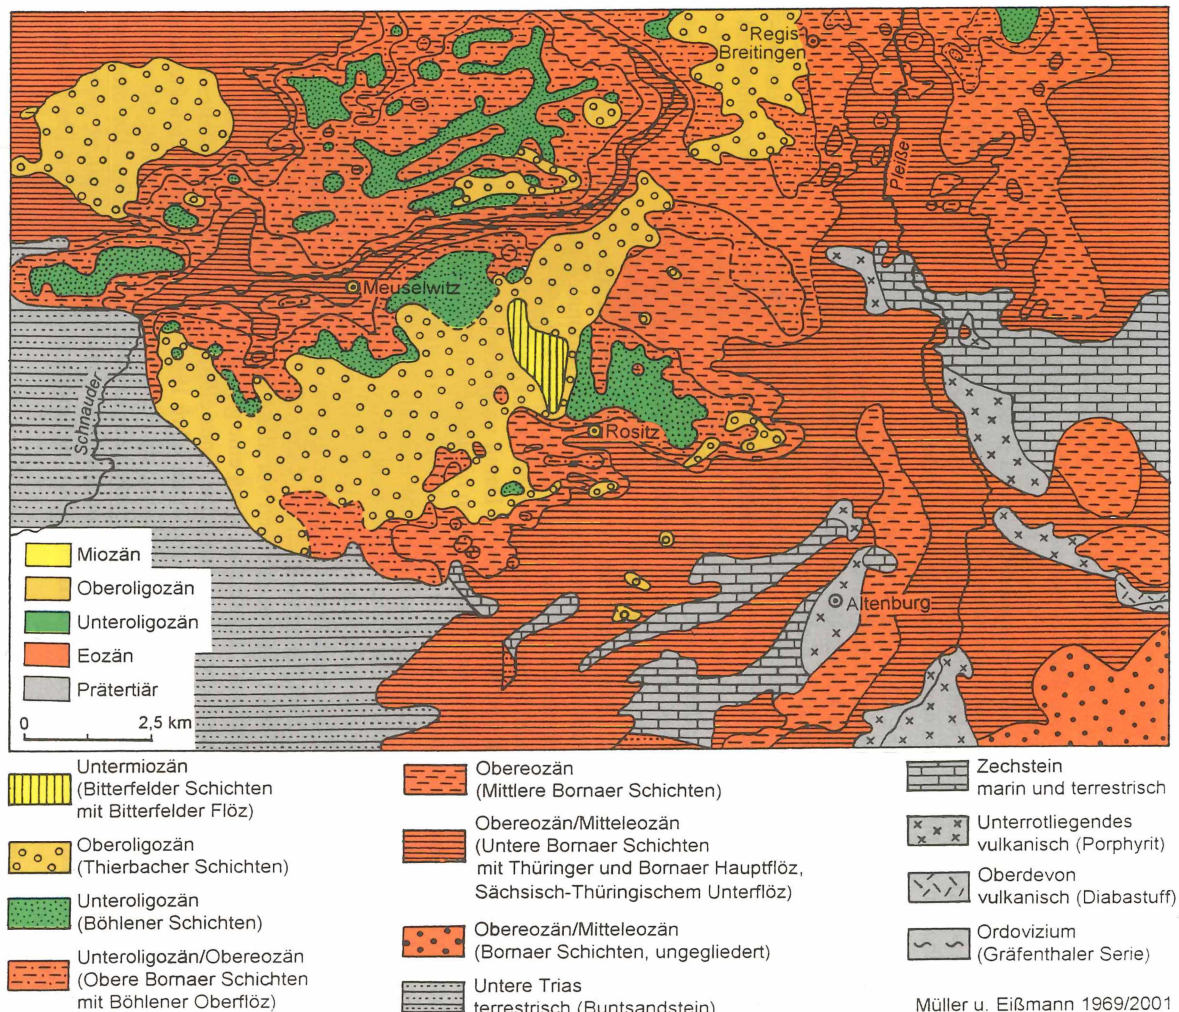 Regis
Breitingen
Pleiße
Meuselwitz
Schnauder
Rositz
Altenburg
Miozän
Oberoligozän
Unteroligozän
Eozän
Prätertiär
0 2,5 km
Untermiozän
(Bitterfelder Schichten
mit Bitterfelder Flöz)
Oberoligozän
(Thierbacher Schichten)
Unteroligozän
(Böhlener Schichten)
Unteroligozän/Obereozän
(Obere Bornaer Schichten
mit Böhlener Oberflöz)
Obereozän
(Mittlere Bornaer Schichten)
Obereozän/Mitteleozän
(Untere Bornaer Schichten
mit Thüringer und Bornaer Hauptflöz,
Sächsisch-Thüringischem Unterflöz)
Obereozän/Mitteleozän
(Bornaer Schichten, ungegliedert)
Untere Trias
terrestrisch (Buntsandstein)
Zechstein
marin und terrestrisch
Unterrotliegendes
vulkanisch (Porphyrit)
Oberdevon
vulkanisch (Diabastuff)
Ordovizium
(Gräfenthaler Serie)
Müller u. Eißmann 1969/2001